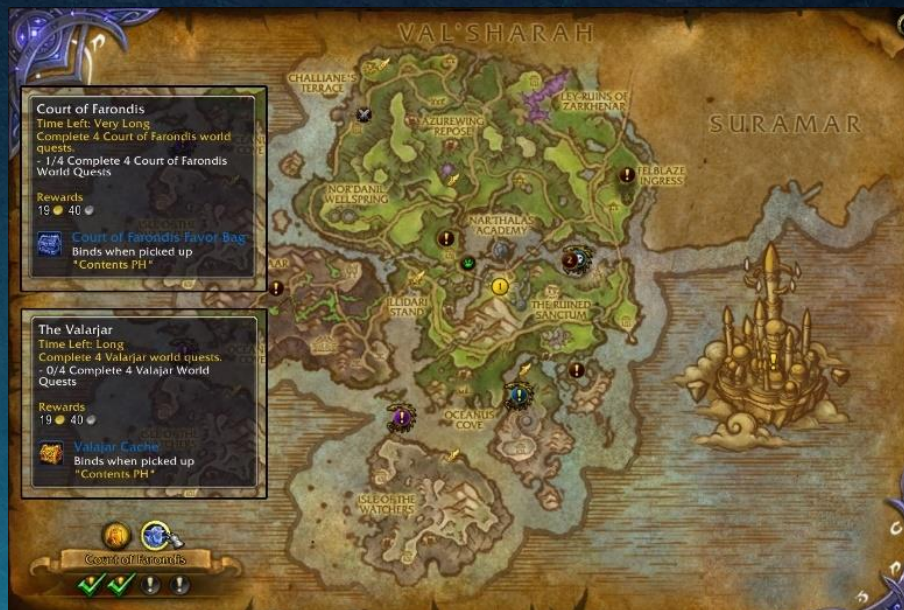 VAL'SHARAH
CHALLIANE'S
TERRACE
LEY-RUINS OF
ZARKHENAR
AZUREWING
REPOSE
SURAMAR
FELBLAZE
INGRESS
NOR'DANIL
WELLSPRING
NAR'THALAS
ACADEMY
ILLIDARI
STAND
THE RUINED
SANCTUM
OCEANUS
COVE
ISLE OF THE
WATCHERS
1
2
Court of Farondis
Time Left: Very Long
Complete 4 Court of Farondis world
quests.
- 1/4 Complete 4 Court of Farondis
World Quests
Rewards
19 40
Court of Farondis Favor Bag
Binds when picked up
"Contents PH"
The Valarjar
Time Left: Long
Complete 4 Valarjar world quests.
- 0/4 Complete 4 Valajar World
Quests
Rewards
19 40
Valajar Cache
Binds when picked up
"Contents PH"
Court of Farondis